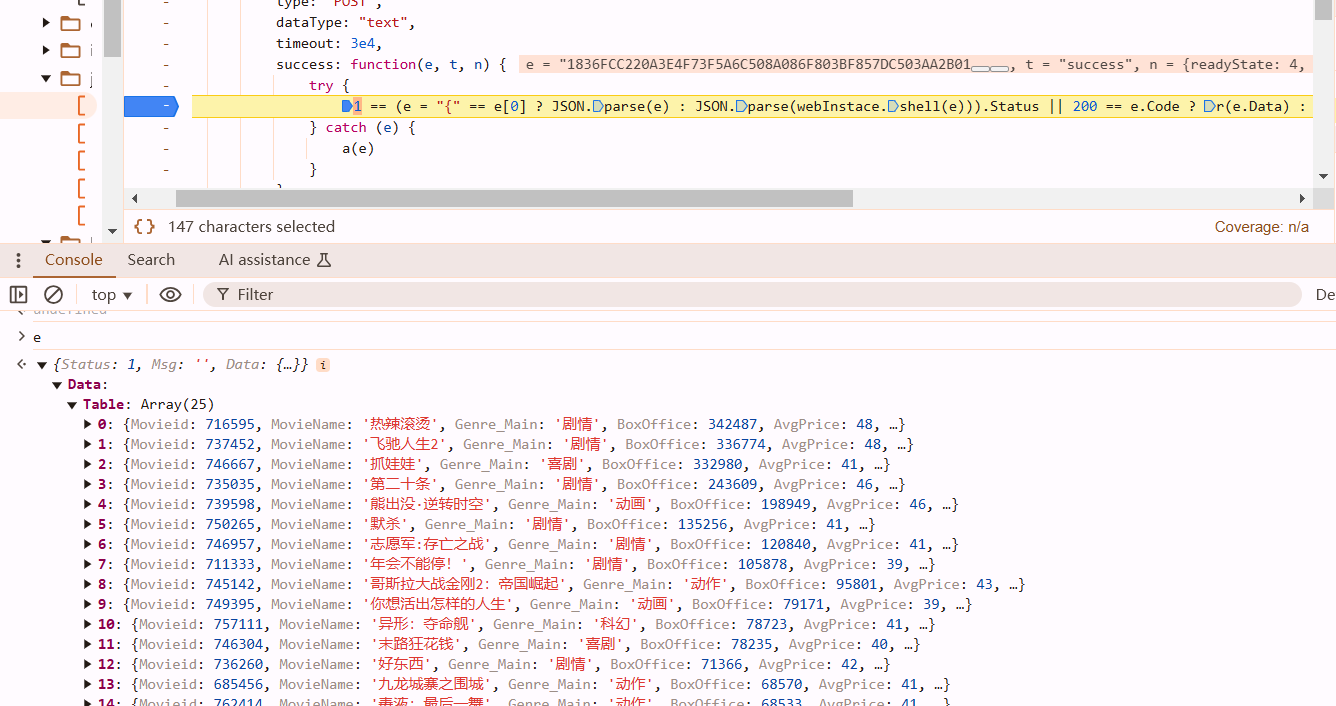 type: "POST",
dataType: "text",
timeout: 3e4,
success: function(e, t, n) { e = "1836FCC220A3E4F73F5A6C508A086F803BF857DC503AA2B01, t = "success", n = {readyState: 4,
try {
1 == (e = "{" == e[0] ? JSON.parse(e) : JSON.parse(webInstace.shell(e))).Status || 200 == e.Code ? r(e.Data) :
} catch (e) {
a(e)
}
{} 147 characters selected Coverage: n/a
Console Search AI assistance
top Filter De
undefined
e
{Status: 1, Msg: '', Data: {…}} i
Data:
Table: Array(25)
0: {Movieid: 716595, MovieName: '热辣滚烫', Genre_Main: '剧情', BoxOffice: 342487, AvgPrice: 48, …}
1: {Movieid: 737452, MovieName: '飞驰人生2', Genre_Main: '剧情', BoxOffice: 336774, AvgPrice: 48, …}
2: {Movieid: 746667, MovieName: '抓娃娃', Genre_Main: '喜剧', BoxOffice: 332980, AvgPrice: 41, …}
3: {Movieid: 735035, MovieName: '第二十条', Genre_Main: '剧情', BoxOffice: 243609, AvgPrice: 46, …}
4: {Movieid: 739598, MovieName: '熊出没·逆转时空', Genre_Main: '动画', BoxOffice: 198949, AvgPrice: 46, …}
5: {Movieid: 750265, MovieName: '默杀', Genre_Main: '剧情', BoxOffice: 135256, AvgPrice: 41, …}
6: {Movieid: 746957, MovieName: '志愿军:存亡之战', Genre_Main: '剧情', BoxOffice: 120840, AvgPrice: 41, …}
7: {Movieid: 711333, MovieName: '年会不能停！', Genre_Main: '剧情', BoxOffice: 105878, AvgPrice: 39, …}
8: {Movieid: 745142, MovieName: '哥斯拉大战金刚2：帝国崛起', Genre_Main: '动作', BoxOffice: 95801, AvgPrice: 43, …}
9: {Movieid: 749395, MovieName: '你想活出怎样的人生', Genre_Main: '动画', BoxOffice: 79171, AvgPrice: 39, …}
10: {Movieid: 757111, MovieName: '异形：夺命舰', Genre_Main: '科幻', BoxOffice: 78723, AvgPrice: 41, …}
11: {Movieid: 746304, MovieName: '末路狂花钱', Genre_Main: '喜剧', BoxOffice: 78235, AvgPrice: 40, …}
12: {Movieid: 736260, MovieName: '好东西', Genre_Main: '剧情', BoxOffice: 71366, AvgPrice: 42, …}
13: {Movieid: 685456, MovieName: '九龙城寨之围城', Genre_Main: '动作', BoxOffice: 68570, AvgPrice: 41, …}
14: {Movieid: 762414, MovieName: '毒液：最后一舞', Genre_Main: '动作', BoxOffice: 68533, AvgPrice: 41, …}